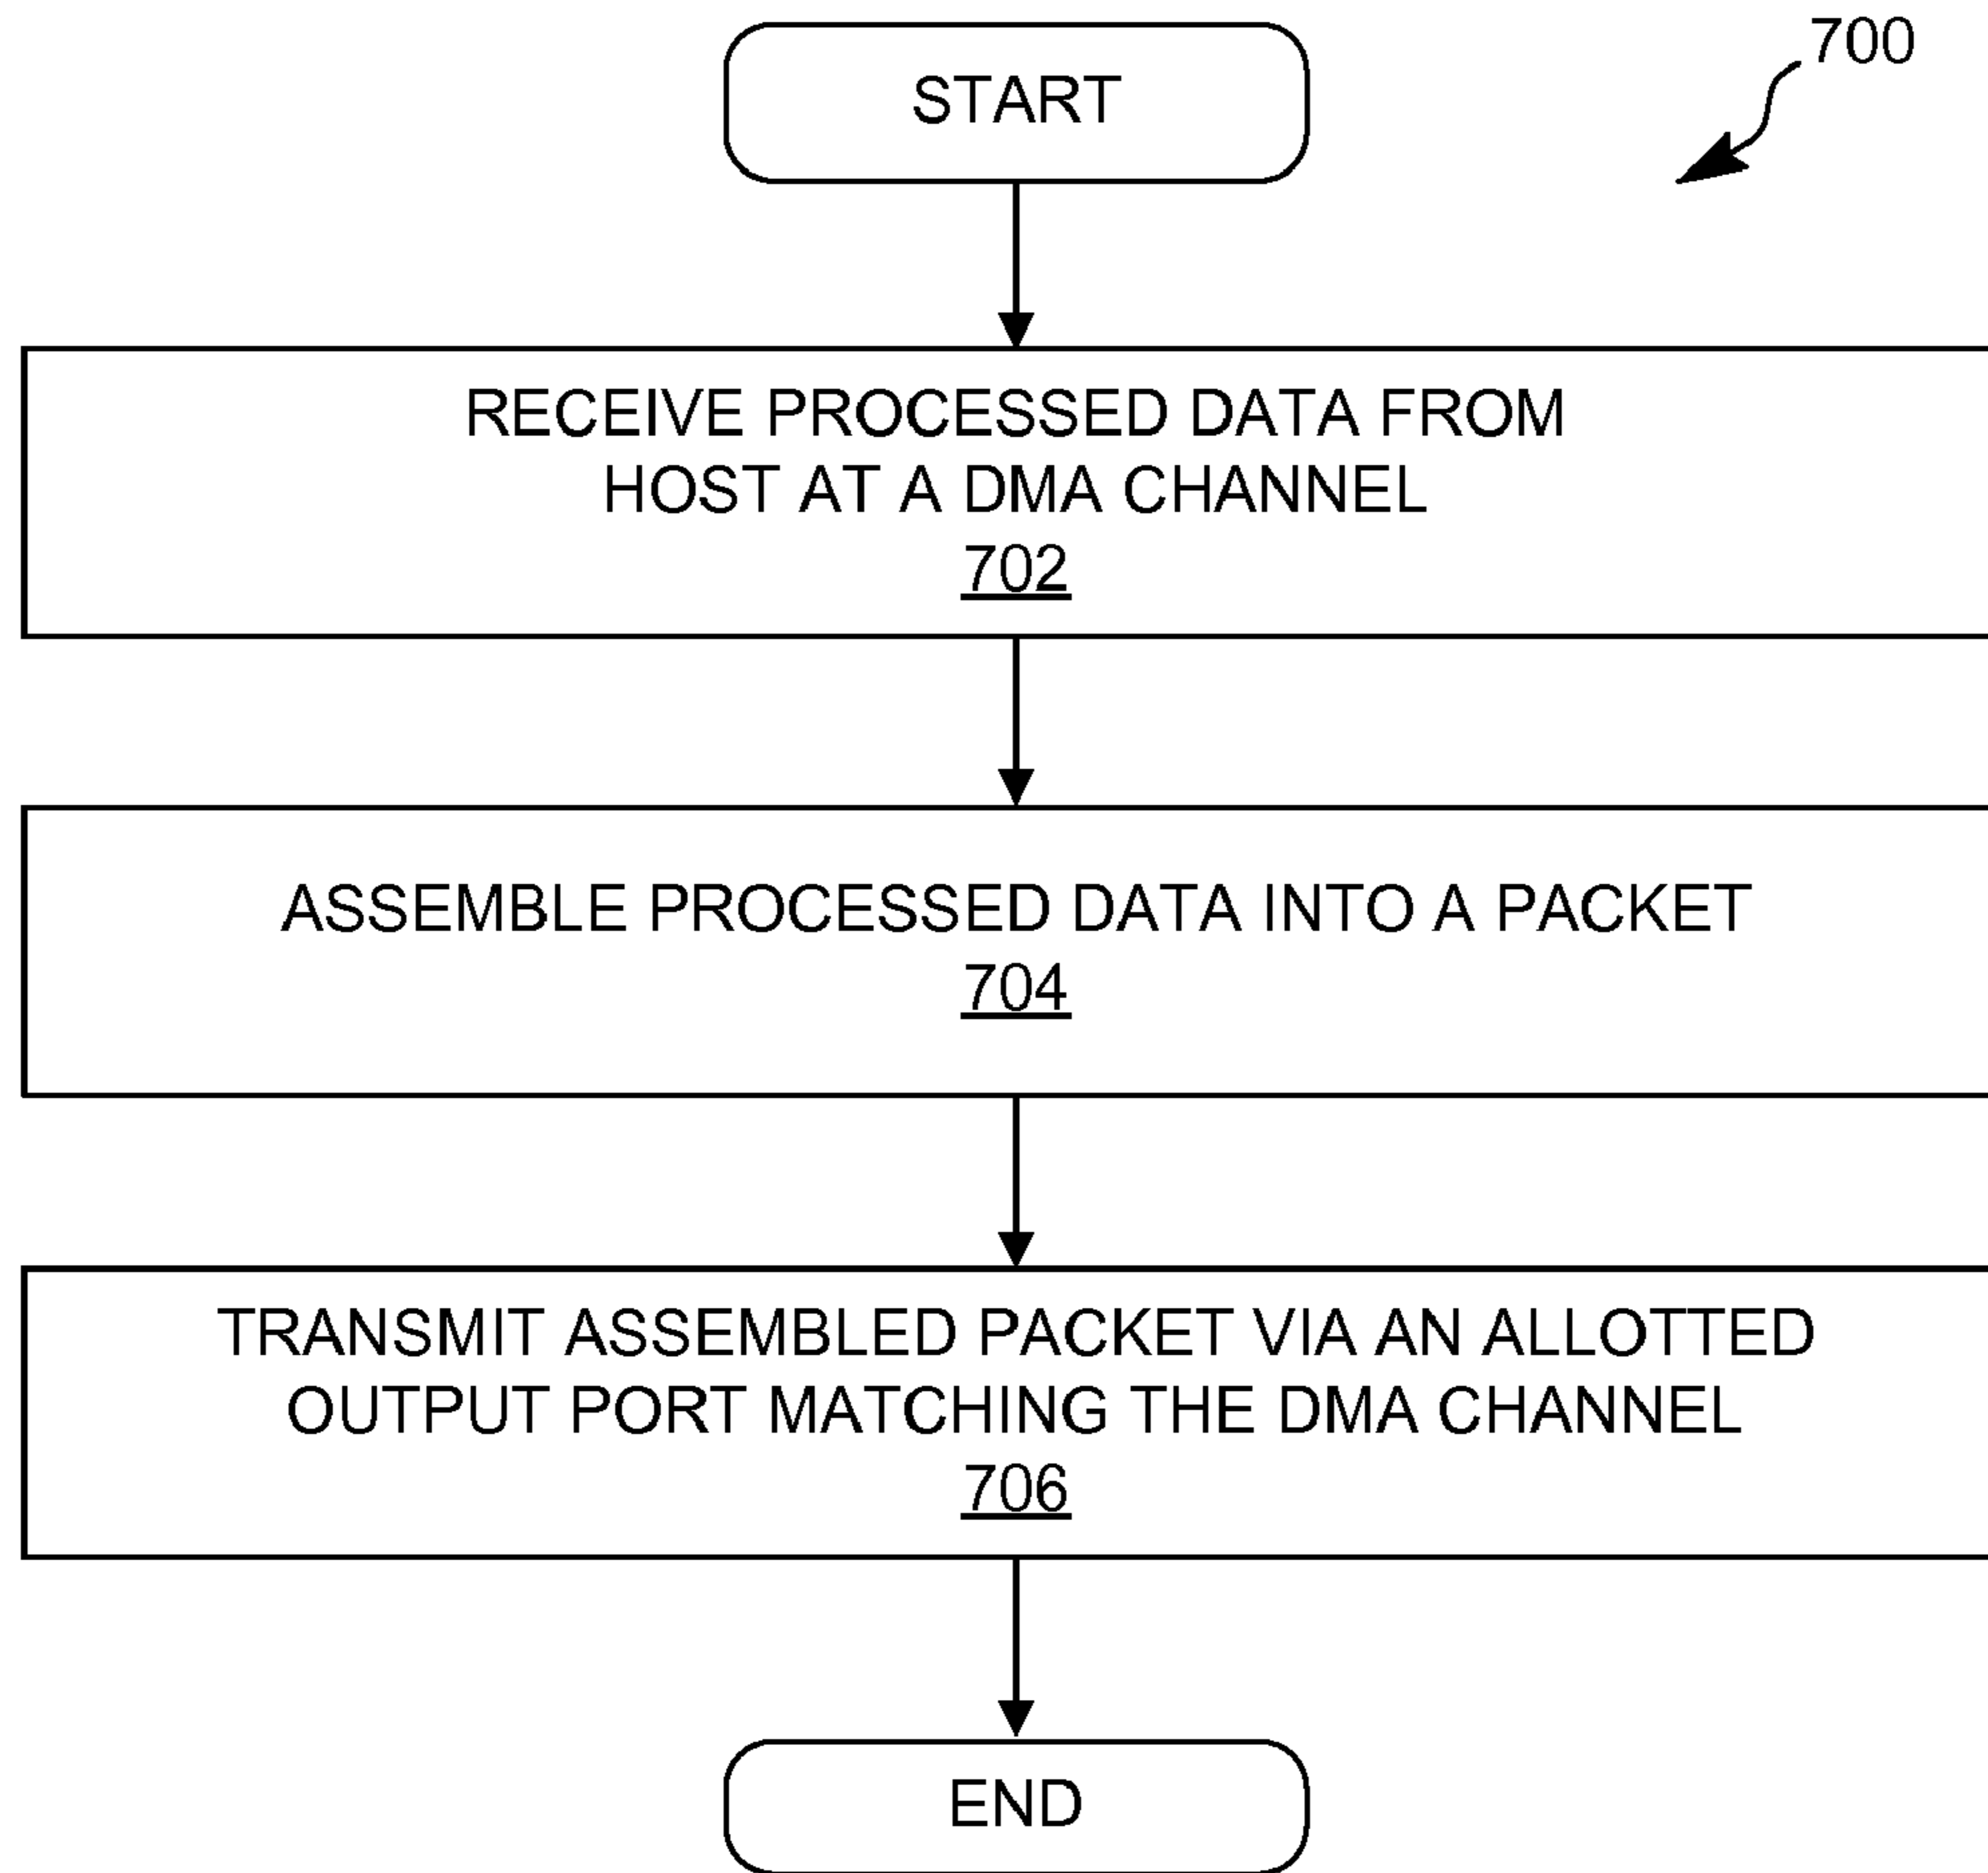 700
START
RECEIVE PROCESSED DATA FROM
HOST AT A DMA CHANNEL
702
ASSEMBLE PROCESSED DATA INTO A PACKET
704
TRANSMIT ASSEMBLED PACKET VIA AN ALLOTTED
OUTPUT PORT MATCHING THE DMA CHANNEL
706
END